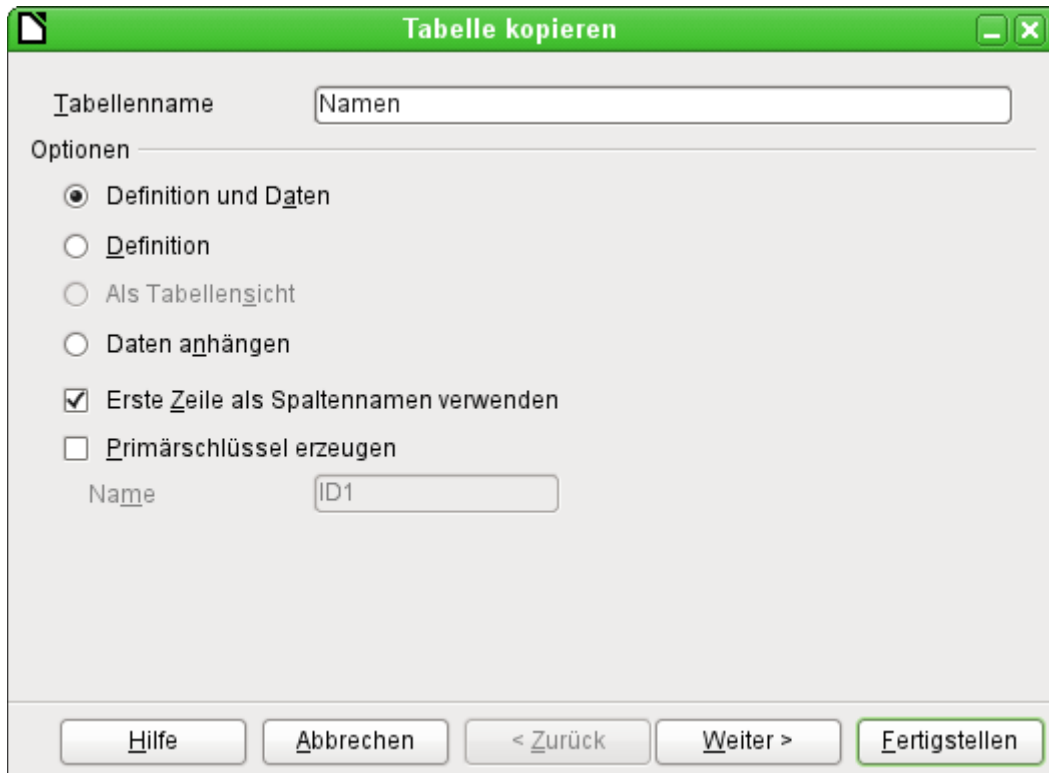 Tabelle kopieren
Tabellenname Namen
Optionen
Definition und Daten
Definition
Als Tabellensicht
Daten anhängen
Erste Zeile als Spaltennamen verwenden
Primärschlüssel erzeugen
Name ID1
Hilfe Abbrechen < Zurück Weiter > Fertigstellen